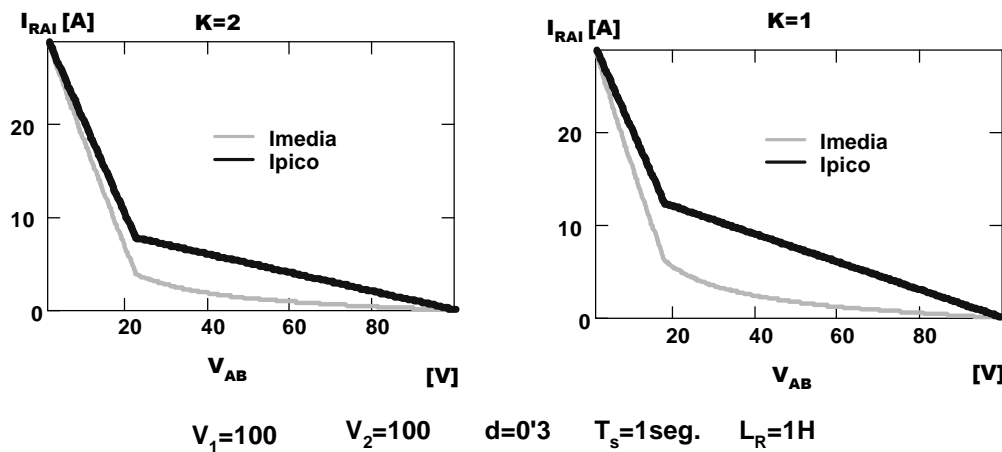 I_RAI [A] K=2
20
10
0
20 40 60 80
Imedia
Ipico
V_AB [V]
I_RAI [A] K=1
20
10
0
20 40 60 80
Imedia
Ipico
V_AB [V]
V_1=100 V_2=100 d=0'3 T_s=1seg. L_R=1H